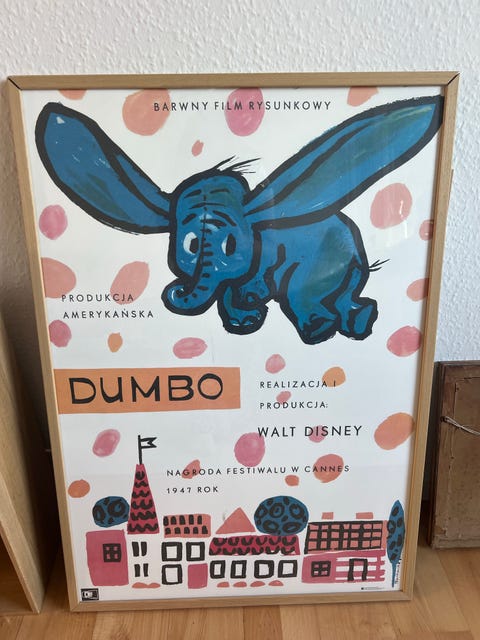 BARWNY FILM RYSUNKOWY
PRODUKCJA
AMERYKAŃSKA
DUMBO
REALIZACJA I
PRODUKCJA:
WALT DISNEY
NAGRODA FESTIWALU W CANNES
1947 ROK